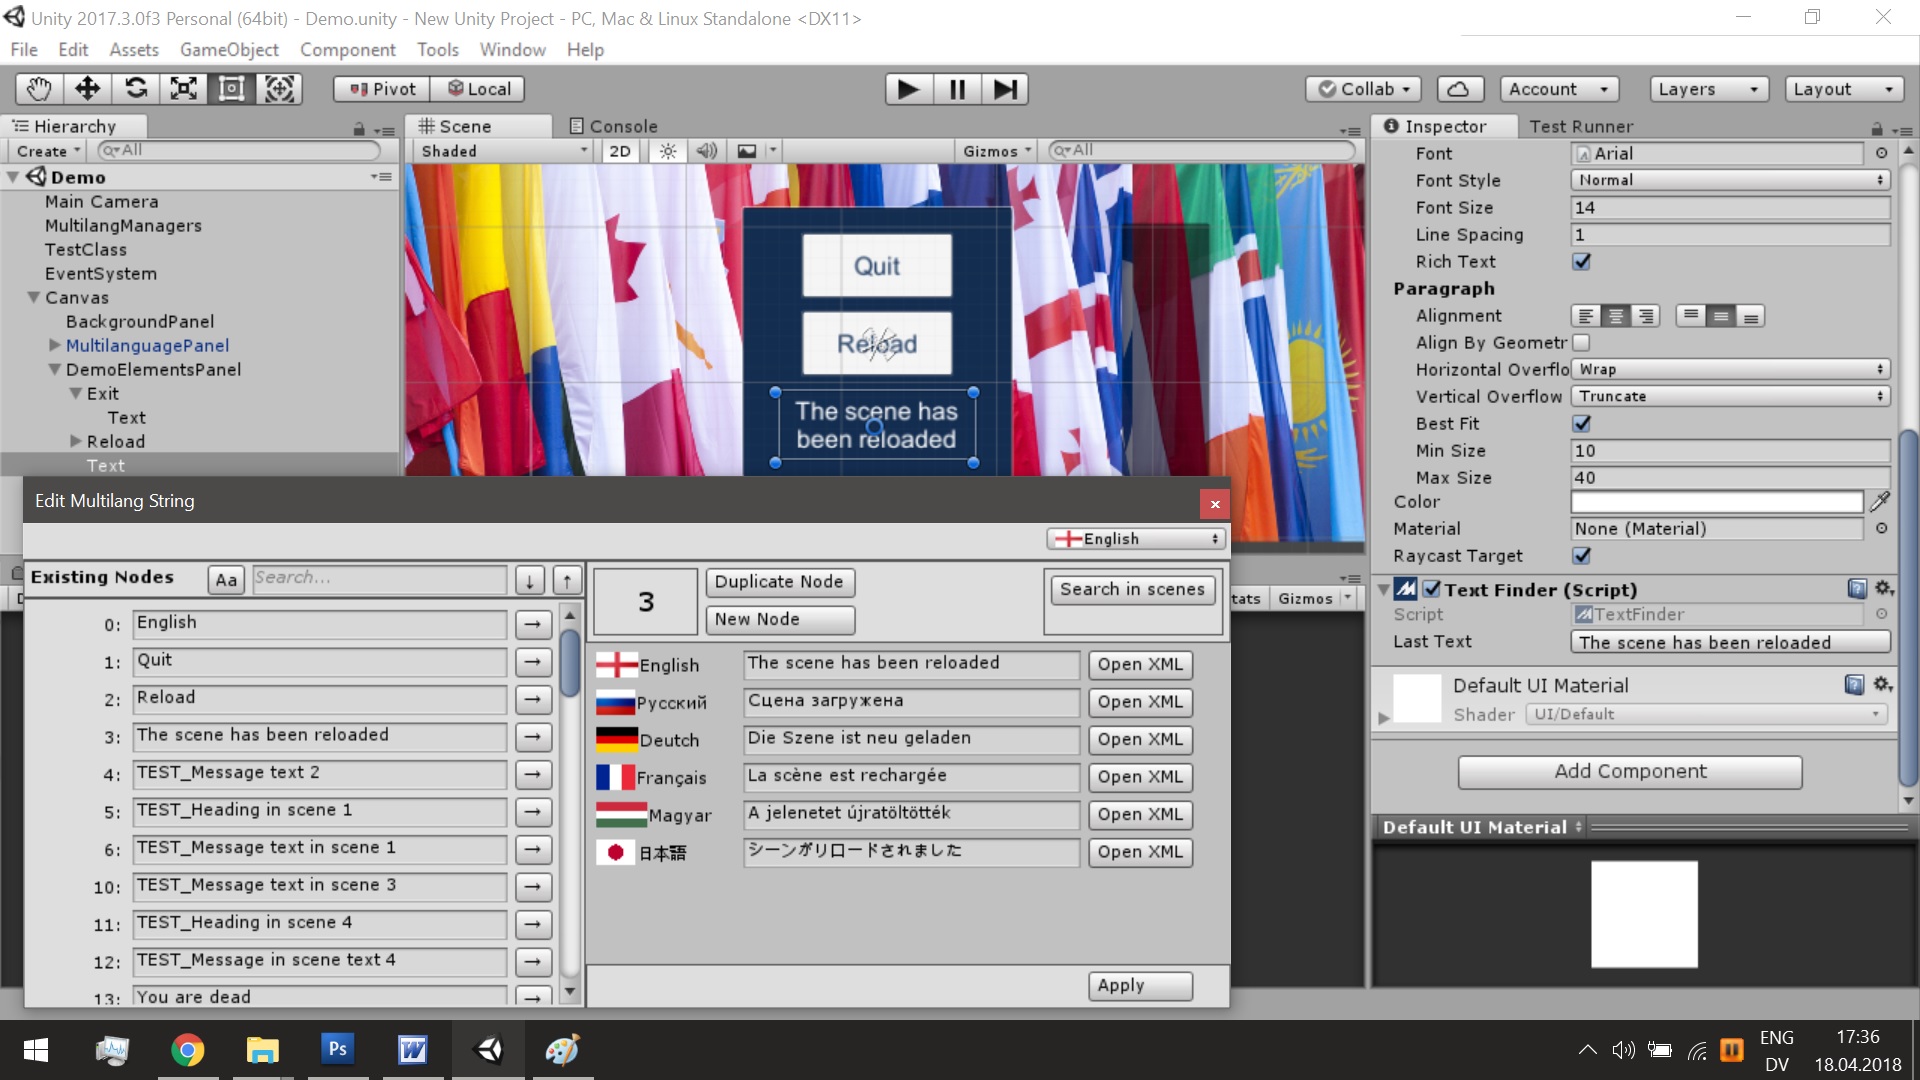 Unity 2017.3.0f3 Personal (64bit) - Demo.unity - New Unity Project - PC, Mac & Linux Standalone <DX11>
File Edit Assets GameObject Component Tools Window Help
Pivot Local Collab Account Layers Layout
Hierarchy
Create All
Demo
Main Camera
MultilangManagers
TestClass
EventSystem
Canvas
BackgroundPanel
MultilanguagePanel
DemoElementsPanel
Exit
Text
Reload
Text
Scene Console
Shaded 2D Gizmos All
Quit
Reload
The scene has
been reloaded
Inspector Test Runner
Font Arial
Font Style Normal
Font Size 14
Line Spacing 1
Rich Text
Paragraph
Alignment
Align By Geometr
Horizontal Overflo Wrap
Vertical Overflow Truncate
Best Fit
Min Size 10
Max Size 40
Color
Material None (Material)
Raycast Target
Text Finder (Script)
Script TextFinder
Last Text The scene has been reloaded
Default UI Material
Shader UI/Default
Add Component
Default UI Material
Edit Multilang String
English
Existing Nodes Aa Search...
0: English
1: Quit
2: Reload
3: The scene has been reloaded
4: TEST_Message text 2
5: TEST_Heading in scene 1
6: TEST_Message text in scene 1
10: TEST_Message text in scene 3
11: TEST_Heading in scene 4
12: TEST_Message in scene text 4
13: You are dead
3 Duplicate Node Search in scenes
New Node
English The scene has been reloaded Open XML
Русский Сцена загружена Open XML
Deutch Die Szene ist neu geladen Open XML
Français La scène est rechargée Open XML
Magyar A jelenetet újratöltötték Open XML
日本語 シーンがリロードされました Open XML
Apply
tats Gizmos
Ps W
ENG 17:36
DV 18.04.2018